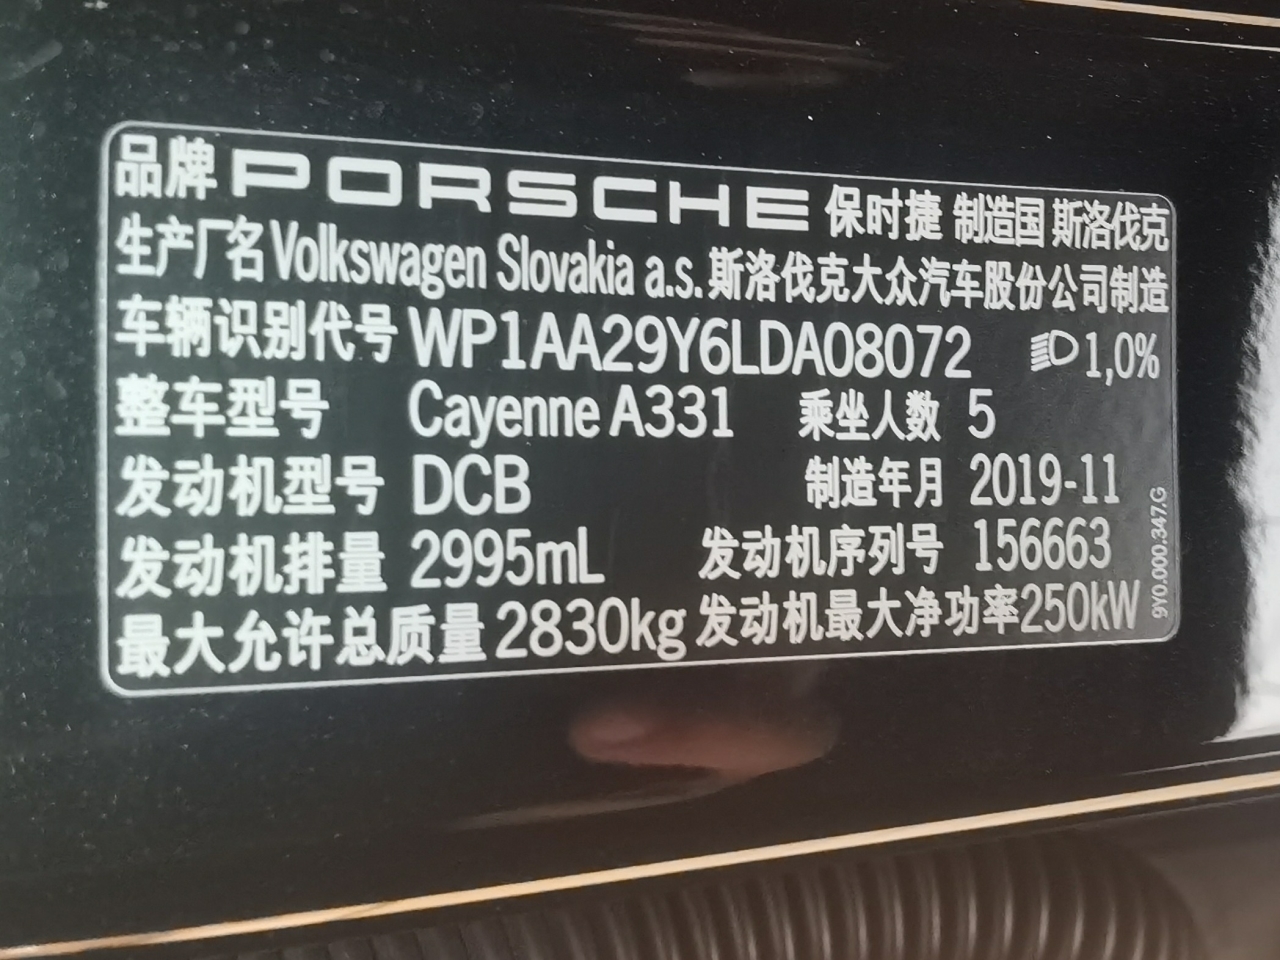 品牌 PORSCHE 保时捷 制造国 斯洛伐克
生产厂名 Volkswagen Slovakia a.s. 斯洛伐克大众汽车股份公司制造
车辆识别代号 WP1AA29Y6LDA08072 1,0%
整车型号 Cayenne A331 乘坐人数 5
发动机型号 DCB 制造年月 2019-11
发动机排量 2995mL 发动机序列号 156663
最大允许总质量 2830kg 发动机最大净功率 250kW
9Y0.000.347.G